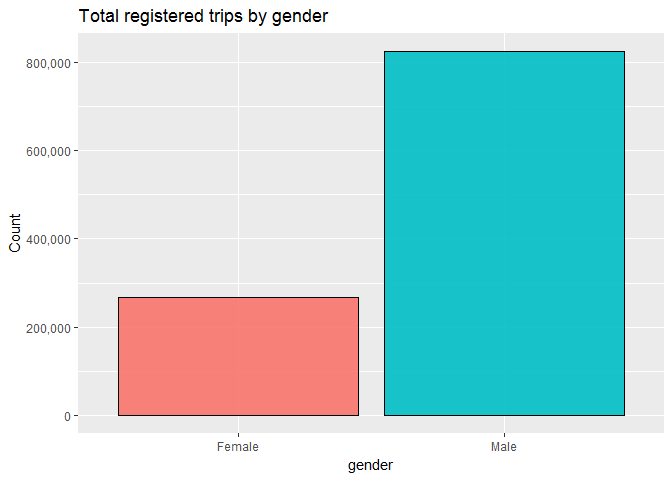 Total registered trips by gender
800,000
600,000
400,000
200,000
0
Count
Female Male
gender